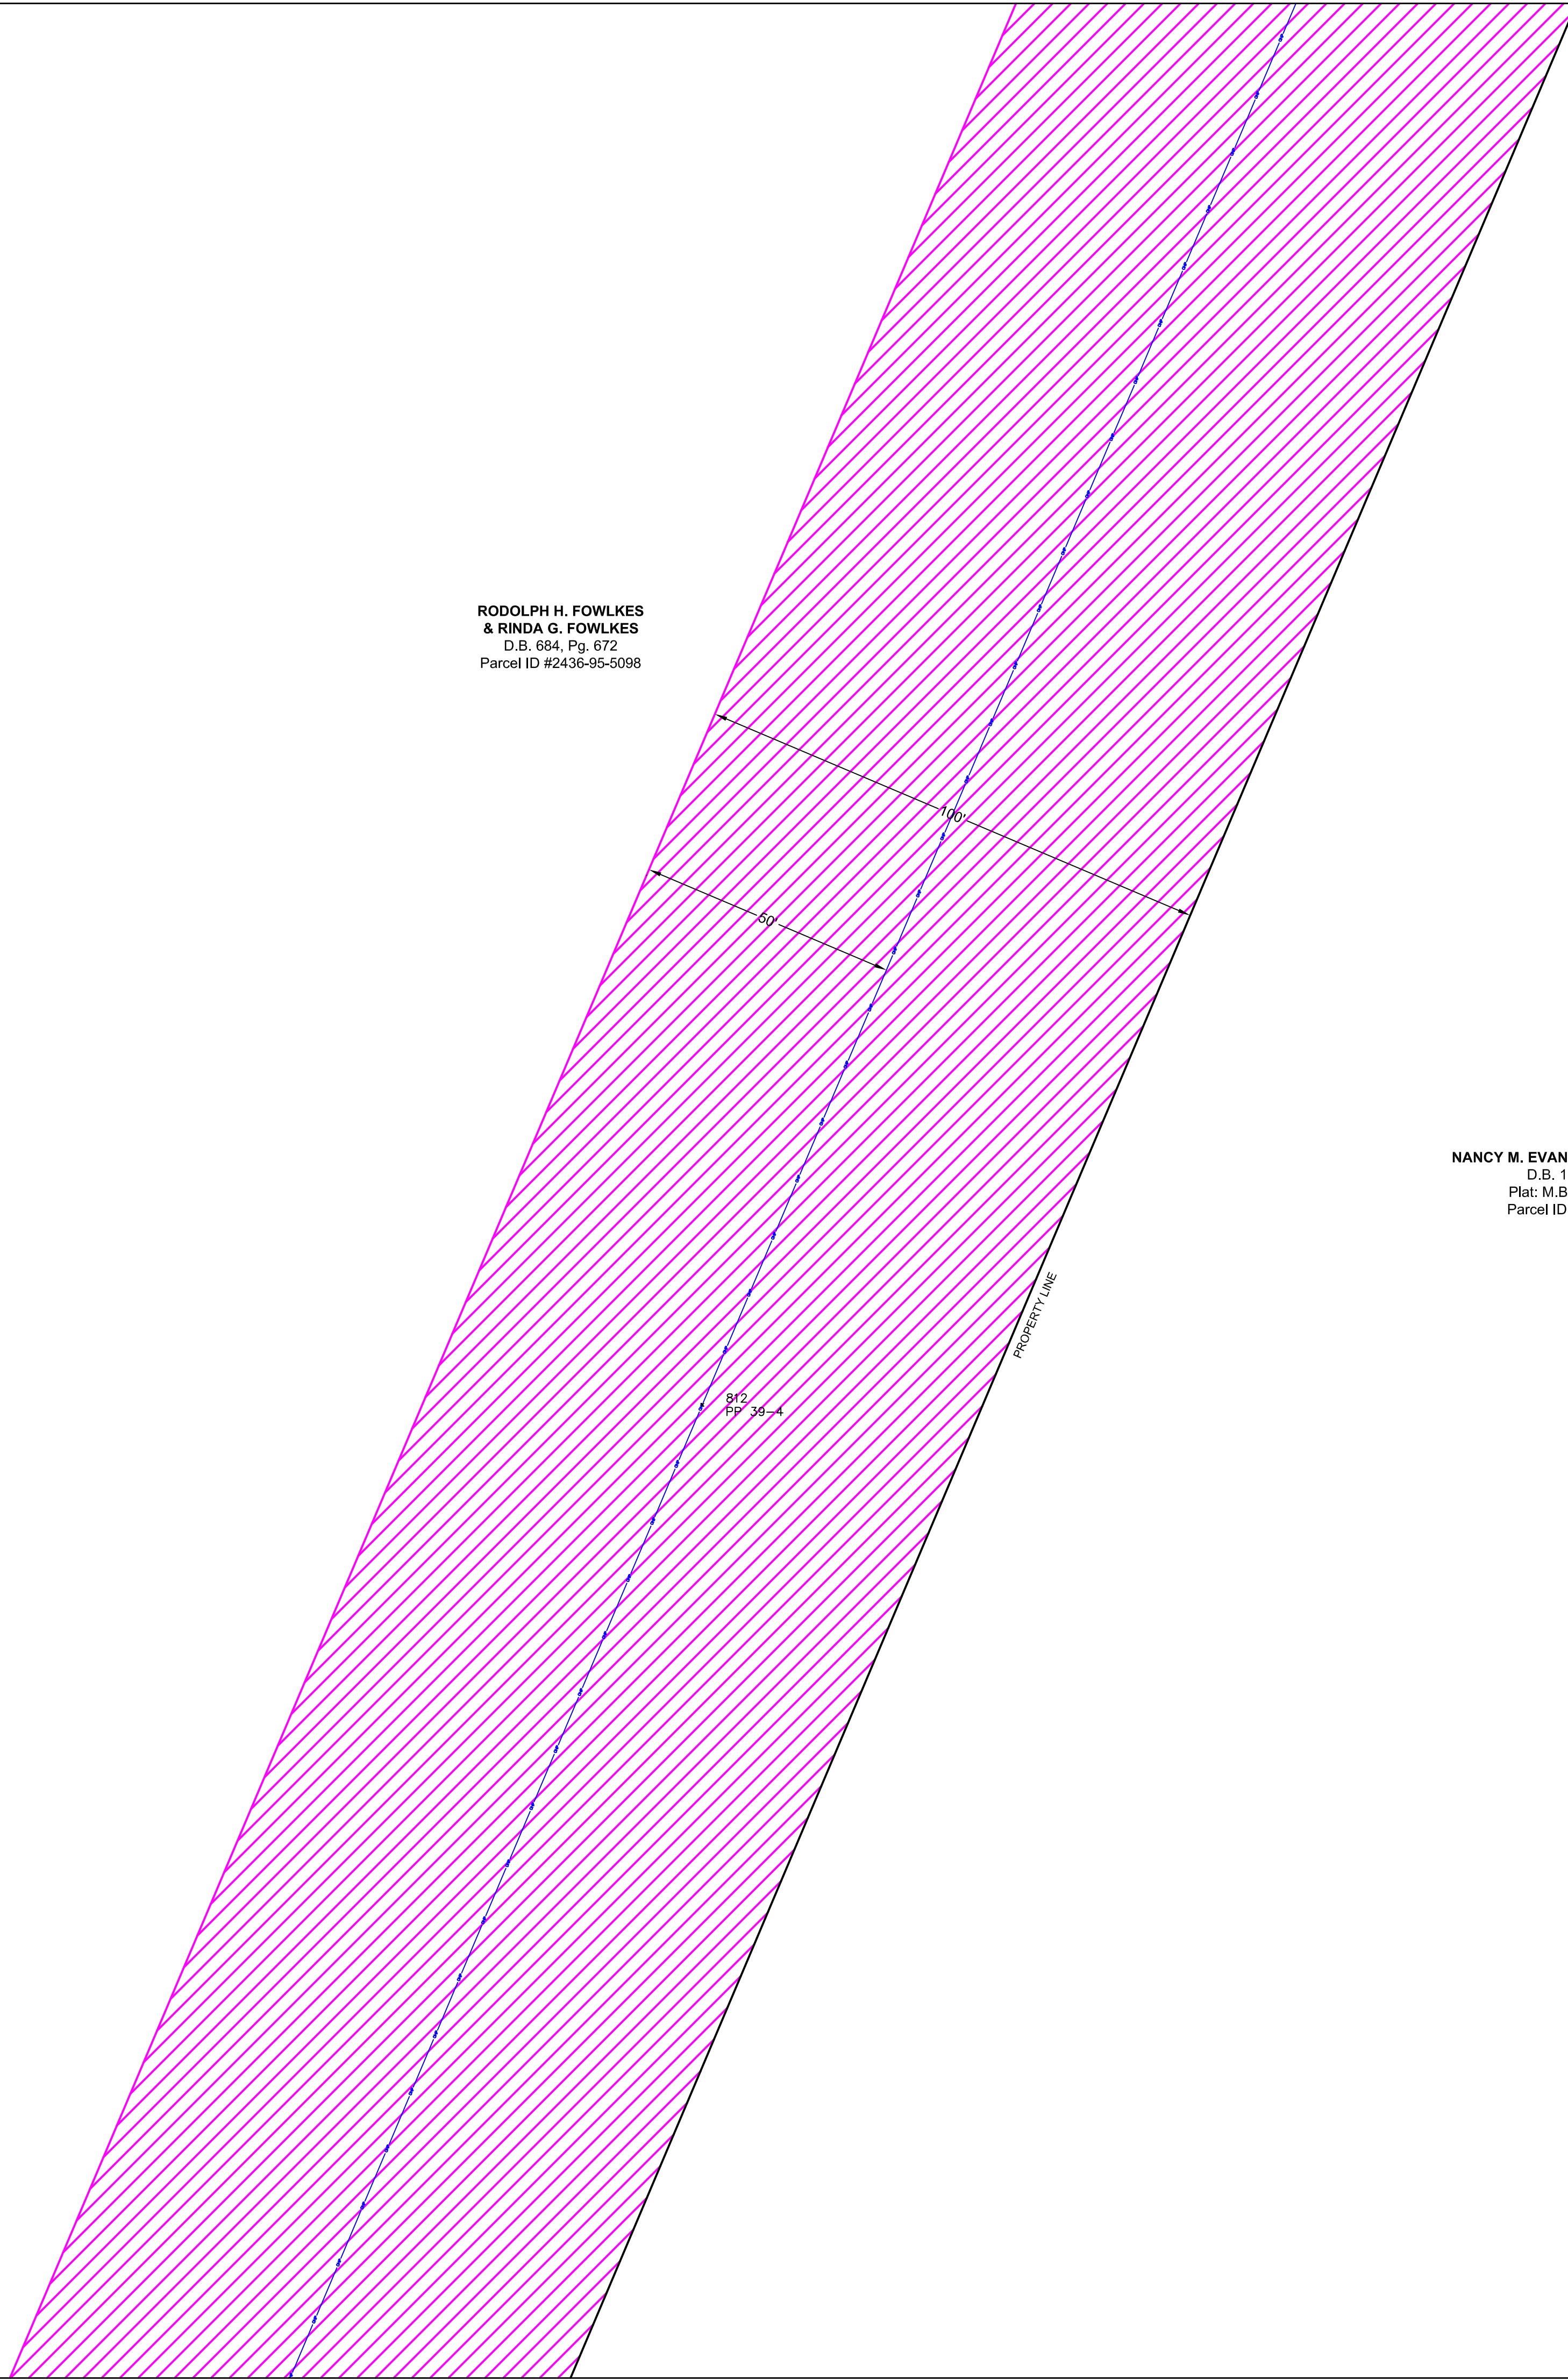 RODOLPH H. FOWLKES
& RINDA G. FOWLKES
D.B. 684, Pg. 672
Parcel ID #2436-95-5098
100'
50'
NANCY M. EVAN
D.B. 1
Plat: M.B
Parcel ID
PROPERTY LINE
812
PP 39-4